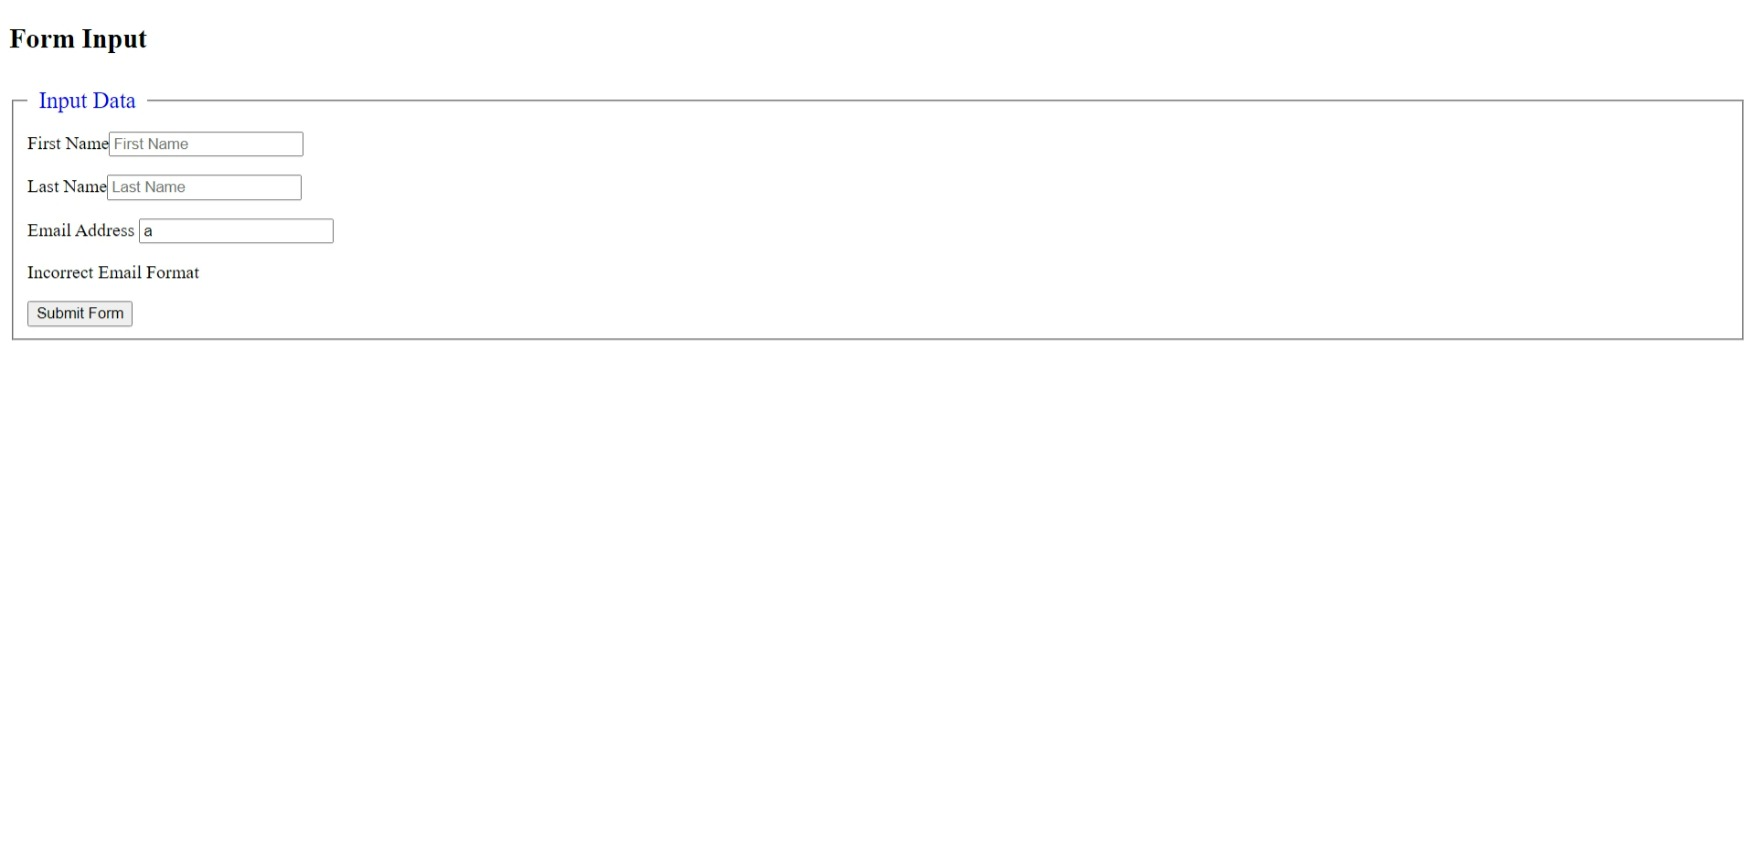 Form Input
Input Data
First Name First Name
Last Name Last Name
Email Address a
Incorrect Email Format
Submit Form